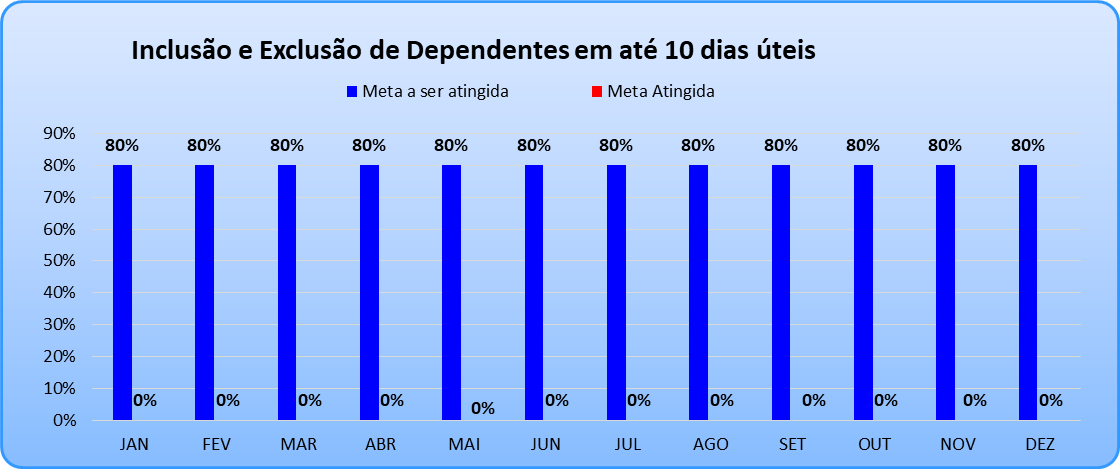 Inclusão e Exclusão de Dependentes em até 10 dias úteis
Meta a ser atingida Meta Atingida
90%
80% 80% 80% 80% 80% 80% 80% 80% 80% 80% 80% 80%
80%
70%
60%
50%
40%
30%
20%
10%
0% 0% 0% 0% 0% 0% 0% 0% 0% 0% 0% 0%
0%
JAN FEV MAR ABR MAI JUN JUL AGO SET OUT NOV DEZ